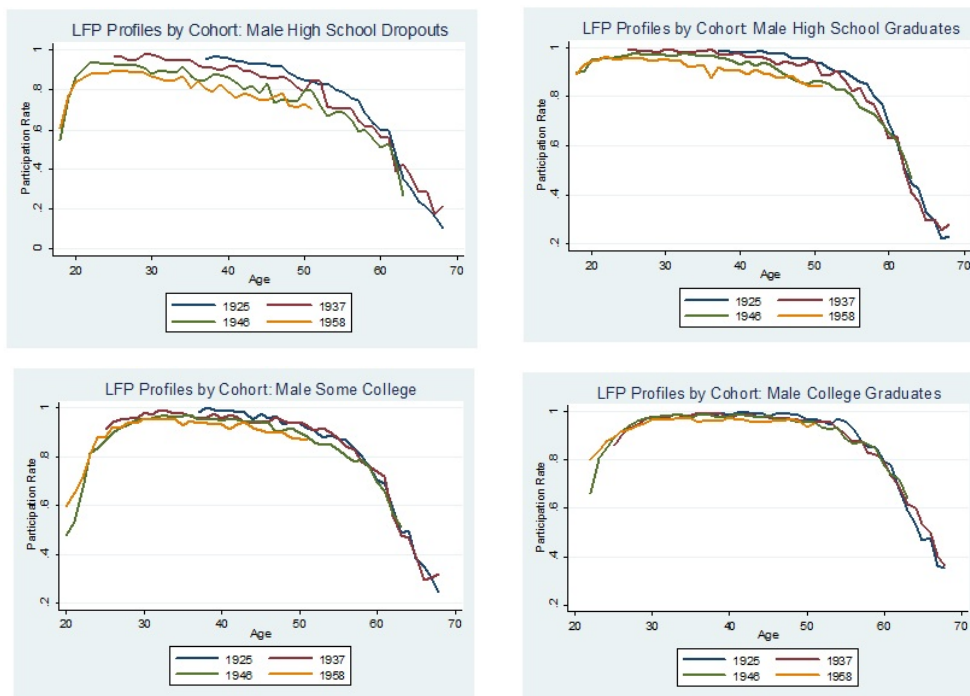 LFP Profiles by Cohort: Male High School Dropouts
Participation Rate
1
.8
.6
.4
.2
0
20 30 40 50 60 70
Age
1925 1937
1946 1958
LFP Profiles by Cohort: Male High School Graduates
Participation Rate
1
.8
.6
.4
.2
20 30 40 50 60 70
Age
1925 1937
1946 1958
LFP Profiles by Cohort: Male Some College
Participation Rate
1
.8
.6
.4
.2
20 30 40 50 60 70
Age
1925 1937
1946 1958
LFP Profiles by Cohort: Male College Graduates
Participation Rate
1
.8
.6
.4
.2
20 30 40 50 60 70
Age
1925 1937
1946 1958